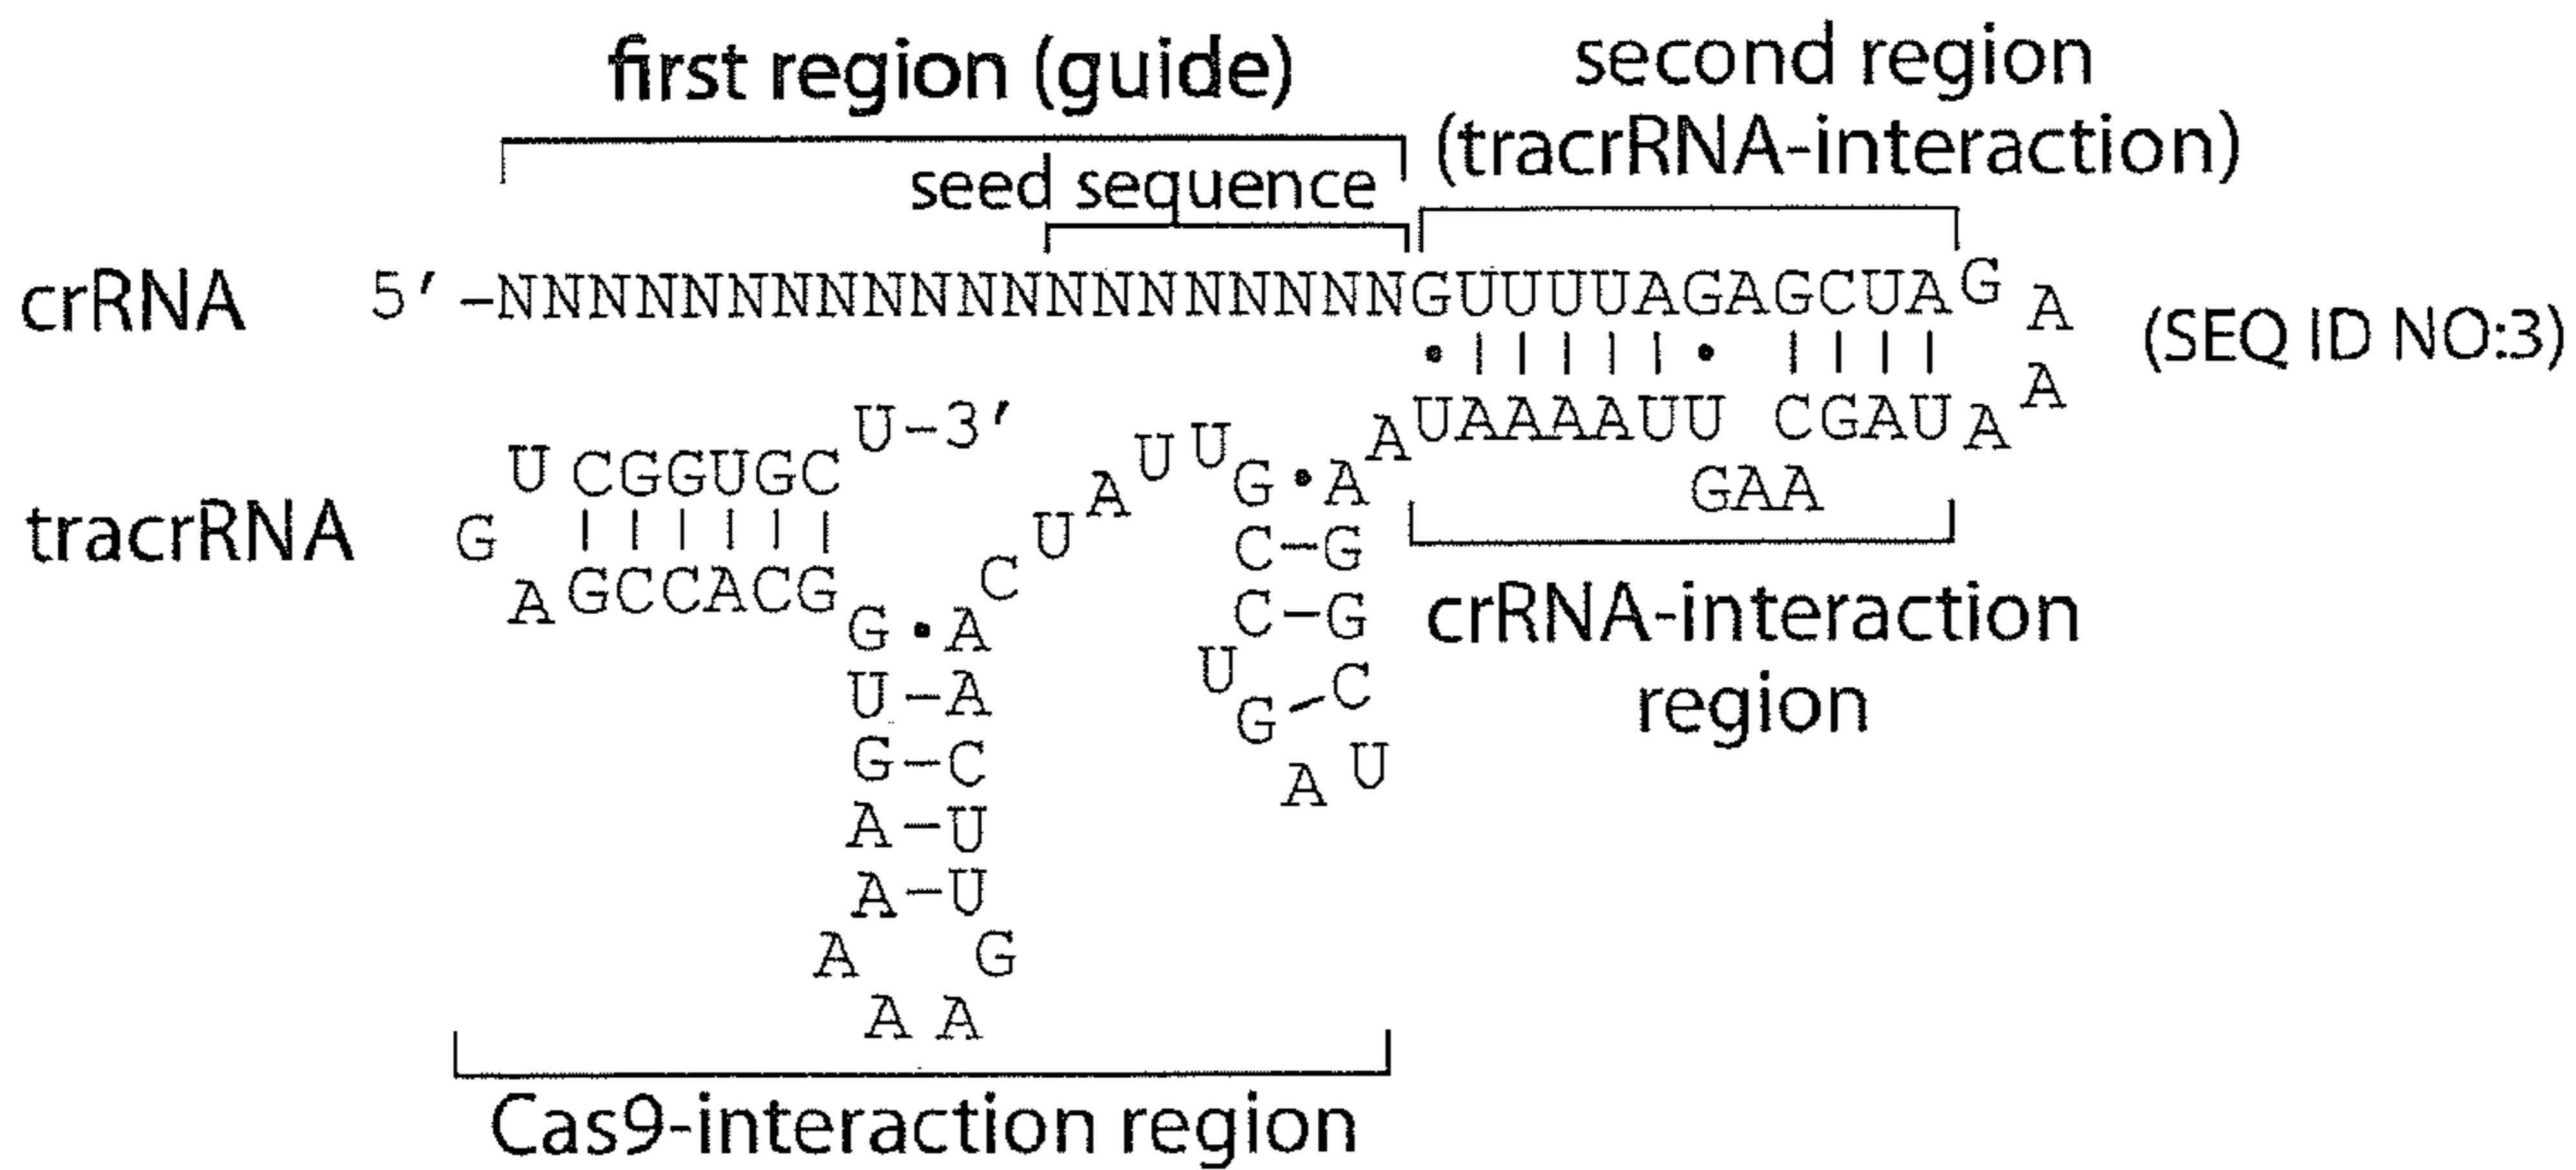 first region (guide)
second region
(tracrRNA-interaction)
seed sequence
crRNA
5'-NNNNNNNNNNNNNNNNNNNNGUUUUAGAGCUA
G
A
A
A
(SEQ ID NO:3)
UAAAAUU CGAU
GAA
A
crRNA-interaction
region
tracrRNA
U-3'
U CGGUGC
G
A GCCACG
C U A U U
G•A
C-G
C-G
U
G-C
A U
G•A
U-A
G-C
A-U
A-U
A G
A A
Cas9-interaction region